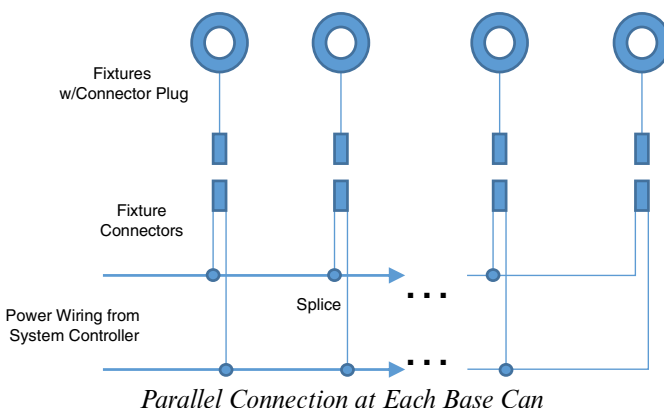 Fixtures
w/Connector Plug
Fixture
Connectors
Splice
Power Wiring from
System Controller
Parallel Connection at Each Base Can